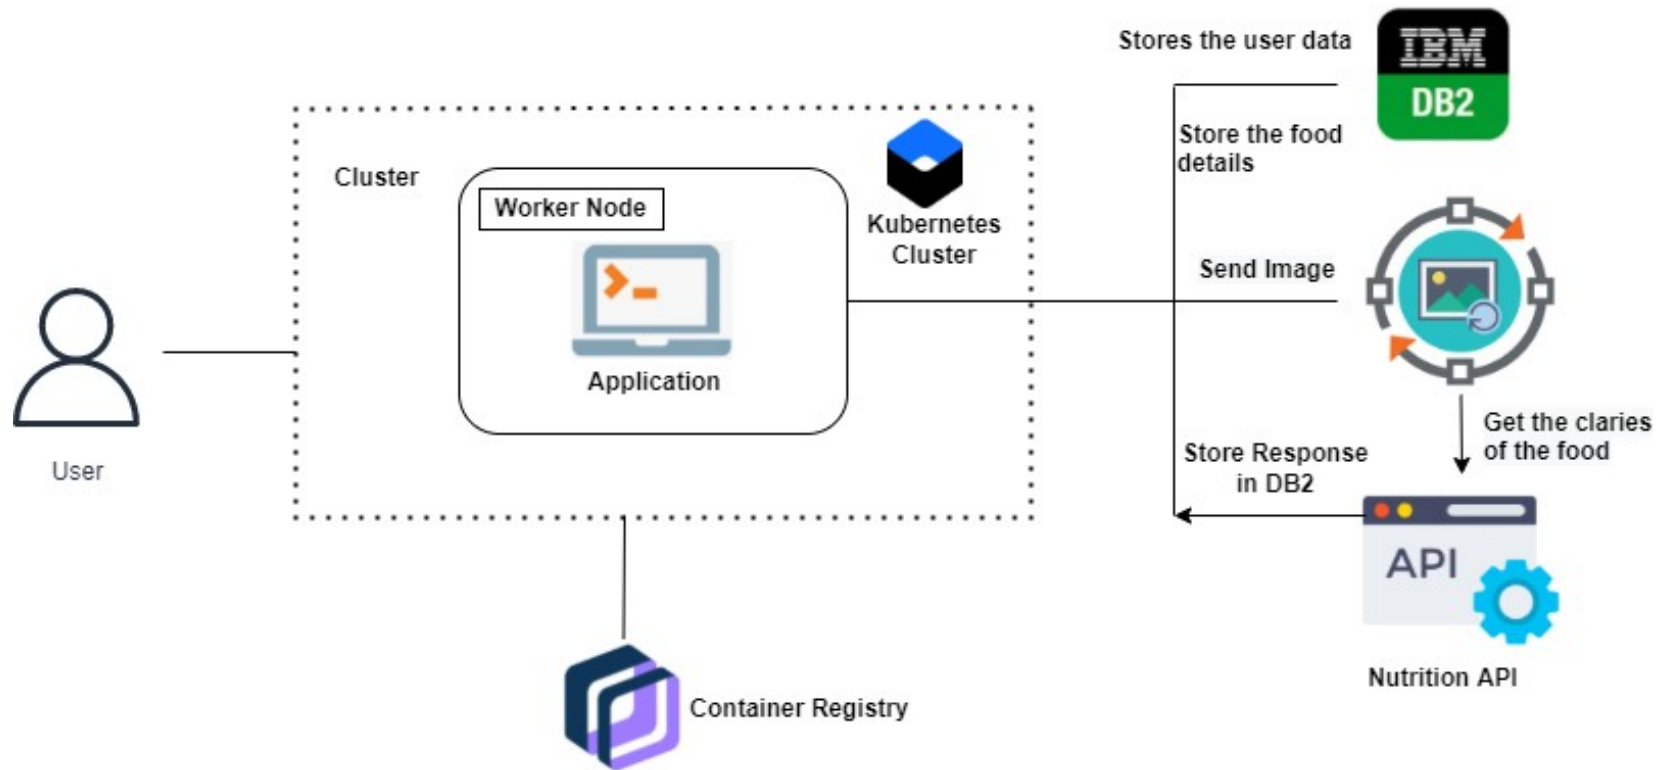 Stores the user data
IBM
DB2
Store the food
details
Cluster
Worker Node
Kubernetes
Cluster
Send Image
Application
Get the claries
of the food
User
Store Response
in DB2
API
Nutrition API
Container Registry